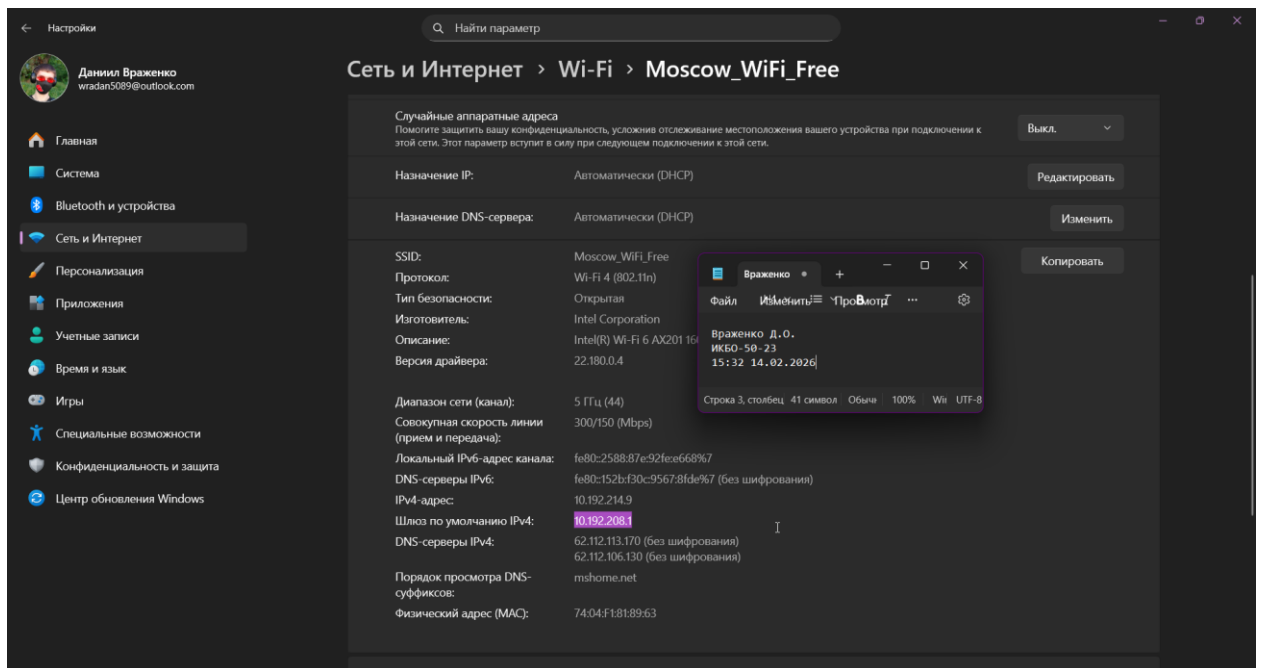 Настройки
Найти параметр
Даниил Враженко
wradan5089@outlook.com
Главная
Система
Bluetooth и устройства
Сеть и Интернет
Персонализация
Приложения
Учетные записи
Время и язык
Игры
Специальные возможности
Конфиденциальность и защита
Центр обновления Windows
Сеть и Интернет > Wi-Fi > Moscow_WiFi_Free
Случайные аппаратные адреса
Помогите защитить вашу конфиденциальность, усложнив отслеживание местоположения вашего устройства при подключении к
этой сети. Этот параметр вступит в силу при следующем подключении к этой сети.
Выкл.
Назначение IP: Автоматически (DHCP)
Редактировать
Назначение DNS-сервера: Автоматически (DHCP)
Изменить
SSID: Moscow_WiFi_Free
Копировать
Протокол: Wi-Fi 4 (802.11n)
Тип безопасности: Открытая
Изготовитель: Intel Corporation
Описание: Intel(R) Wi-Fi 6 AX201
Версия драйвера: 22.180.0.4
Диапазон сети (канал): 5 ГГц (44)
Совокупная скорость линии 300/150 (Mbps)
(прием и передача):
Локальный IPv6-адрес канала: fe80::2588:87e:92fe:e668%7
DNS-серверы IPv6: fe80::152b:f30c:9567:8fde%7 (без шифрования)
IPv4-адрес: 10.192.214.9
Шлюз по умолчанию IPv4: 10.192.208.1
DNS-серверы IPv4: 62.112.113.170 (без шифрования)
62.112.106.130 (без шифрования)
Порядок просмотра DNS- mshome.net
суффиксов:
Физический адрес (MAC): 74:04:F1:81:89:63
Враженко
Файл Изменить Просмотр
Враженко Д.О.
ИКБО-50-23
15:32 14.02.2026
Строка 3, столбец 41 символ Обычн 100% Wi UTF-8